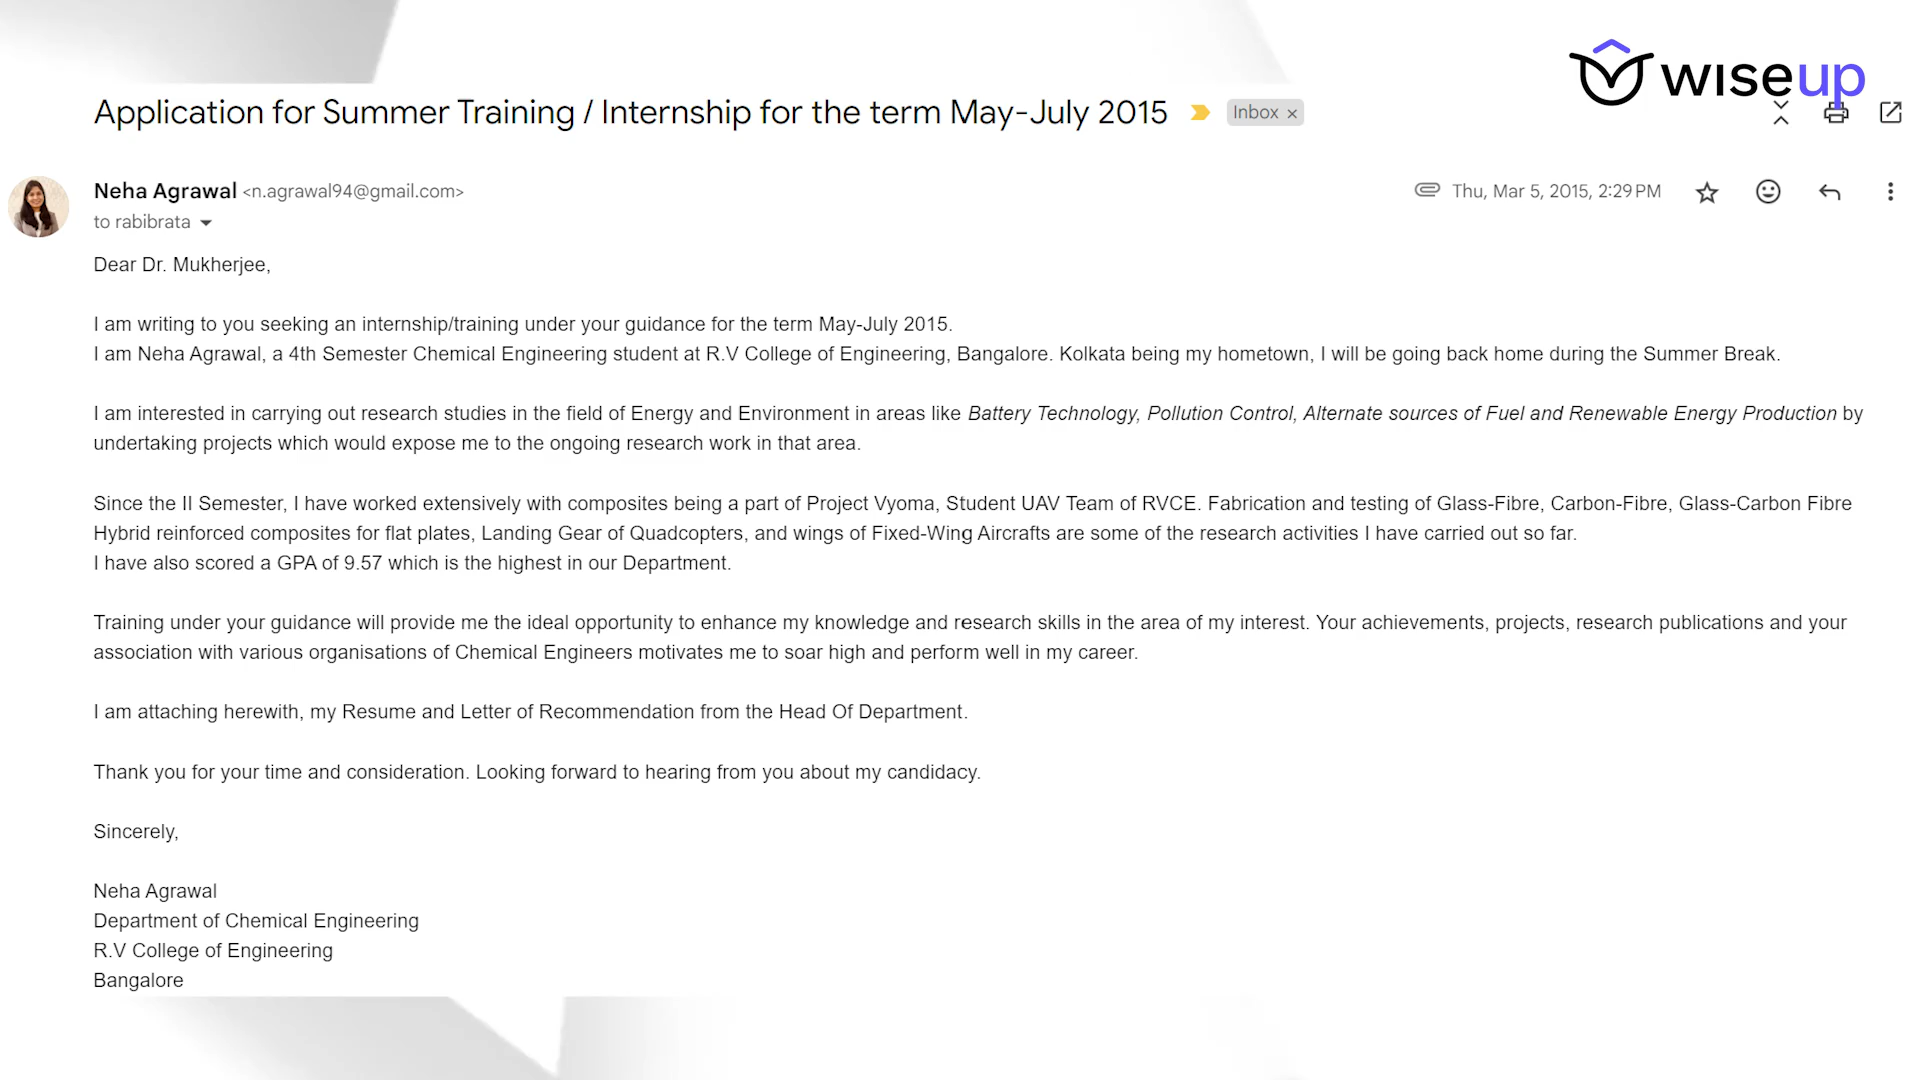 wiseup
Application for Summer Training / Internship for the term May-July 2015 Inbox x
Neha Agrawal <n.agrawal94@gmail.com> Thu, Mar 5, 2015, 2:29 PM
to rabibrata
Dear Dr. Mukherjee,
I am writing to you seeking an internship/training under your guidance for the term May-July 2015.
I am Neha Agrawal, a 4th Semester Chemical Engineering student at R.V College of Engineering, Bangalore. Kolkata being my hometown, I will be going back home during the Summer Break.
I am interested in carrying out research studies in the field of Energy and Environment in areas like Battery Technology, Pollution Control, Alternate sources of Fuel and Renewable Energy Production by
undertaking projects which would expose me to the ongoing research work in that area.
Since the II Semester, I have worked extensively with composites being a part of Project Vyoma, Student UAV Team of RVCE. Fabrication and testing of Glass-Fibre, Carbon-Fibre, Glass-Carbon Fibre
Hybrid reinforced composites for flat plates, Landing Gear of Quadcopters, and wings of Fixed-Wing Aircrafts are some of the research activities I have carried out so far.
I have also scored a GPA of 9.57 which is the highest in our Department.
Training under your guidance will provide me the ideal opportunity to enhance my knowledge and research skills in the area of my interest. Your achievements, projects, research publications and your
association with various organisations of Chemical Engineers motivates me to soar high and perform well in my career.
I am attaching herewith, my Resume and Letter of Recommendation from the Head Of Department.
Thank you for your time and consideration. Looking forward to hearing from you about my candidacy.
Sincerely,
Neha Agrawal
Department of Chemical Engineering
R.V College of Engineering
Bangalore